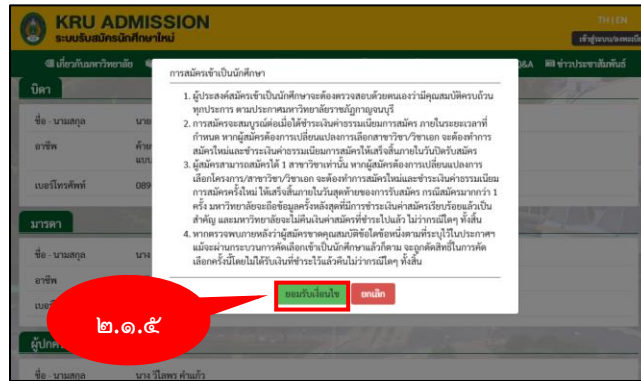 KRU ADMISSION
ระบบรับสมัครนักศึกษาใหม่
TH | EN
เกี่ยวกับมหาวิทยาลัย
Q&A
ข่าวประชาสัมพันธ์
บิดา
ชื่อ - นามสกุล
นาย
อาชีพ
ค้าย
แบบ
เบอร์โทรศัพท์
089
มารดา
ชื่อ - นามสกุล
นาง
อาชีพ
เบอร์
ผู้ปก
ชื่อ - นามสกุล
นาง วิไลพร คำแก้ว
การสมัครเข้าเป็นนักศึกษา
1. ผู้ประสงค์สมัครเข้าเป็นนักศึกษาจะต้องตรวจสอบด้วยตนเองว่ามีคุณสมบัติครบถ้วน
ทุกประการ ตามประกาศมหาวิทยาลัยราชภัฏกาญจนบุรี
2. การสมัครจะสมบูรณ์ต่อเมื่อได้ชำระเงินค่าธรรมเนียมการสมัคร ภายในระยะเวลาที่
กำหนด หากผู้สมัครต้องการเปลี่ยนแปลงการเลือกสาขาวิชา/วิชาเอก จะต้องทำการ
สมัครใหม่และชำระค่าธรรมเนียมการสมัครให้เสร็จสิ้นภายในวันปิดรับสมัคร
3. ผู้สมัครสามารถสมัครได้ 1 สาขาวิชาเท่านั้น หากผู้สมัครต้องการเปลี่ยนแปลงการ
เลือกโครงการ/สาขาวิชา/วิชาเอก จะต้องทำการสมัครใหม่และชำระเงินค่าธรรมเนียม
การสมัครครั้งใหม่ ให้เสร็จสิ้นภายในวันสุดท้ายของการรับสมัคร กรณีสมัครมากกว่า 1
ครั้ง มหาวิทยาลัยจะถือข้อมูลครั้งหลังสุดที่มีการชำระเงินค่าสมัครเรียบร้อยแล้วเป็น
สำคัญ และมหาวิทยาลัยจะไม่คืนเงินค่าสมัครที่ชำระไปแล้ว ไม่ว่ากรณีใดๆ ทั้งสิ้น
4. หากตรวจพบภายหลังว่าผู้สมัครขาดคุณสมบัติข้อใดข้อหนึ่งตามที่ระบุไว้ในประกาศฯ
แม้จะผ่านกระบวนการคัดเลือกเข้าเป็นนักศึกษาแล้วก็ตาม จะถูกตัดสิทธิ์ในการคัด
เลือกครั้งนี้โดยไม่ได้รับเงินที่ชำระไว้แล้วคืนไม่ว่ากรณีใดๆ ทั้งสิ้น
ยอมรับเงื่อนไข
ยกเลิก
๒.๑.๕